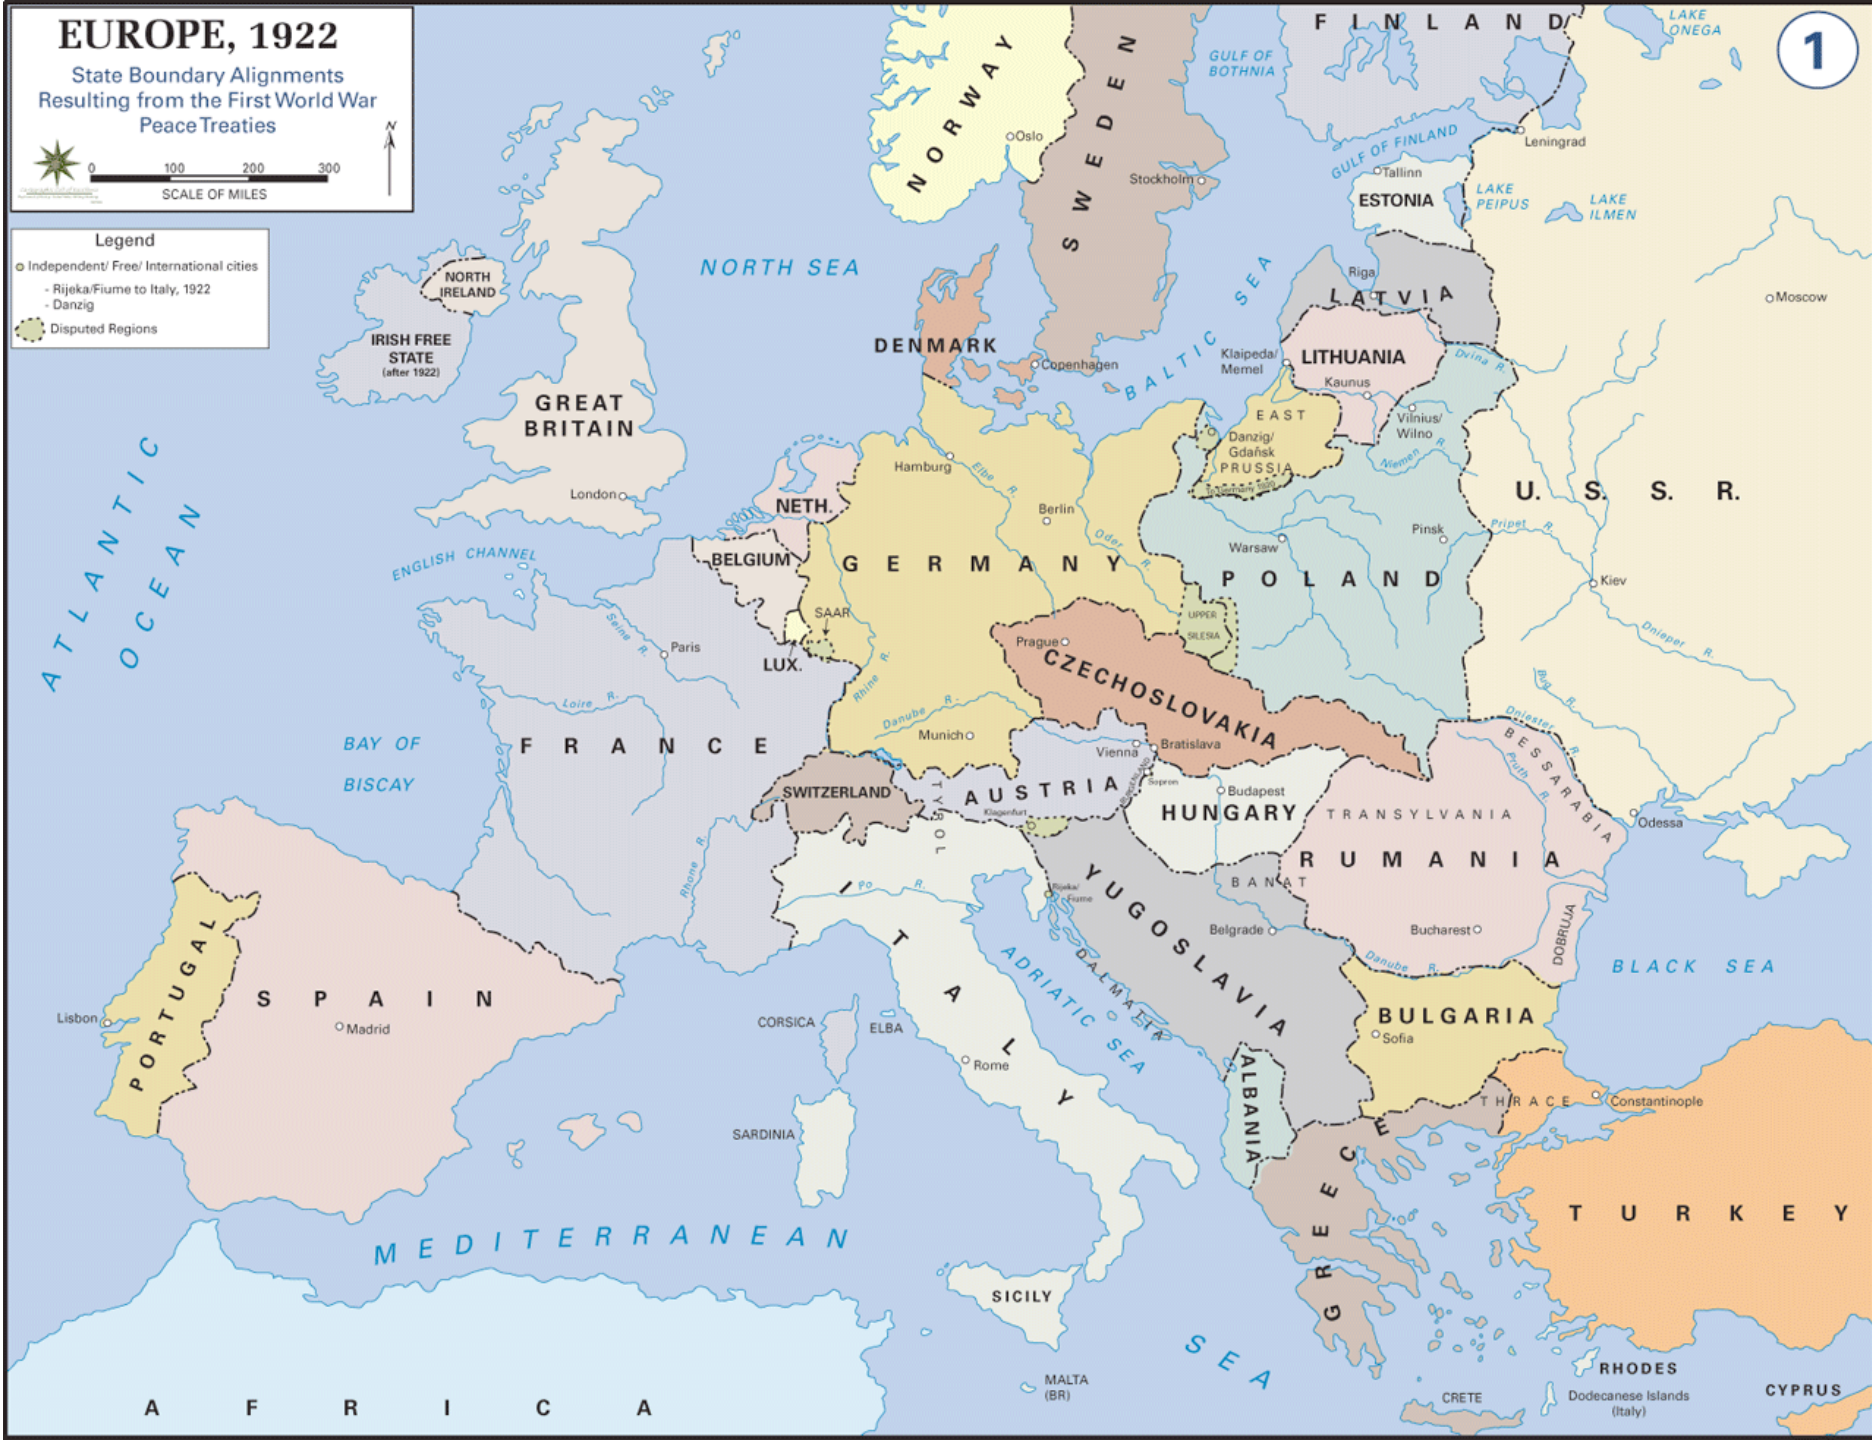 EUROPE, 1922
State Boundary Alignments
Resulting from the First World War
Peace Treaties
N
0 100 200 300
SCALE OF MILES
1
Legend
Independent/ Free/ International cities
- Rijeka/Fiume to Italy, 1922
- Danzig
Disputed Regions
FINLAND
LAKE
ONEGA
GULF OF
BOTHNIA
NORWAY
Oslo
SWEDEN
Stockholm
GULF OF FINLAND
Leningrad
Tallinn
ESTONIA
LAKE
PEIPUS
LAKE
ILMEN
NORTH SEA
BALTIC SEA
Riga
LATVIA
Moscow
NORTH
IRELAND
IRISH FREE
STATE
(after 1922)
GREAT
BRITAIN
London
DENMARK
Copenhagen
Klaipeda/
Memel
LITHUANIA
Kaunus
Dvina R.
Vilnius/
Wilno
Niemen R.
EAST
PRUSSIA
Danzig/
Gdańsk
To Germany 1920
ATLANTIC
OCEAN
ENGLISH CHANNEL
NETH.
BELGIUM
LUX.
SAAR
Hamburg
Elbe R.
Berlin
Oder R.
GERMANY
Rhine R.
Danube R.
Munich
Warsaw
Pinsk
POLAND
UPPER
SILESIA
U. S. S. R.
Pripet R.
Kiev
Dnieper R.
Bug R.
Dniester R.
Prague
CZECHOSLOVAKIA
Seine R.
Paris
Loire R.
FRANCE
Rhone R.
BAY OF
BISCAY
SWITZERLAND
TYROL
AUSTRIA
Vienna
Bratislava
BURGENLAND
Sopron
Klagenfurt
Budapest
HUNGARY
TRANSYLVANIA
BESSARABIA
Pruth R.
Odessa
RUMANIA
BANAT
Bucharest
DOBRUJA
Danube R.
BLACK SEA
Po R.
ITALY
Rijeka/
Fiume
YUGOSLAVIA
Belgrade
DALMATIA
ADRIATIC SEA
PORTUGAL
Lisbon
SPAIN
Madrid
CORSICA
ELBA
Rome
SARDINIA
ALBANIA
BULGARIA
Sofia
THRACE
Constantinople
GREECE
TURKEY
MEDITERRANEAN
SEA
SICILY
MALTA
(BR)
CRETE
RHODES
Dodecanese Islands
(Italy)
CYPRUS
AFRICA